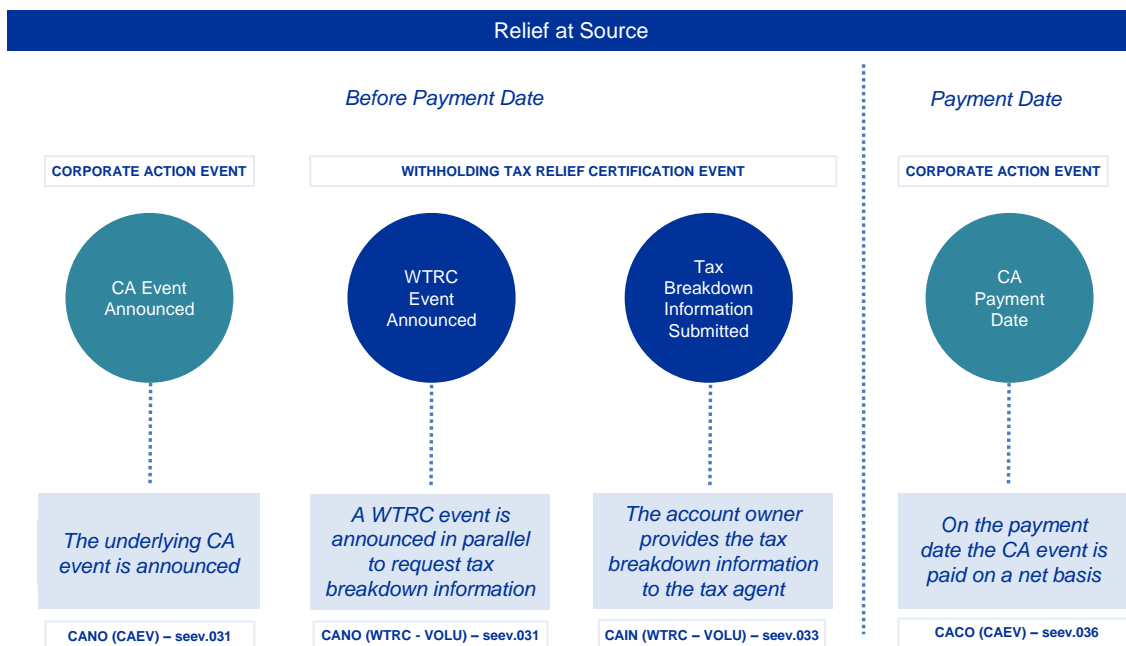 Relief at Source
Before Payment Date
Payment Date
CORPORATE ACTION EVENT
WITHHOLDING TAX RELIEF CERTIFICATION EVENT
CORPORATE ACTION EVENT
CA Event
Announced
WTRC
Event
Announced
Tax
Breakdown
Information
Submitted
CA
Payment
Date
The underlying CA
event is announced
A WTRC event is
announced in parallel
to request tax
breakdown information
The account owner
provides the tax
breakdown information
to the tax agent
On the payment
date the CA event is
paid on a net basis
CANO (CAEV) – seev.031
CANO (WTRC - VOLU) – seev.031
CAIN (WTRC – VOLU) – seev.033
CACO (CAEV) – seev.036